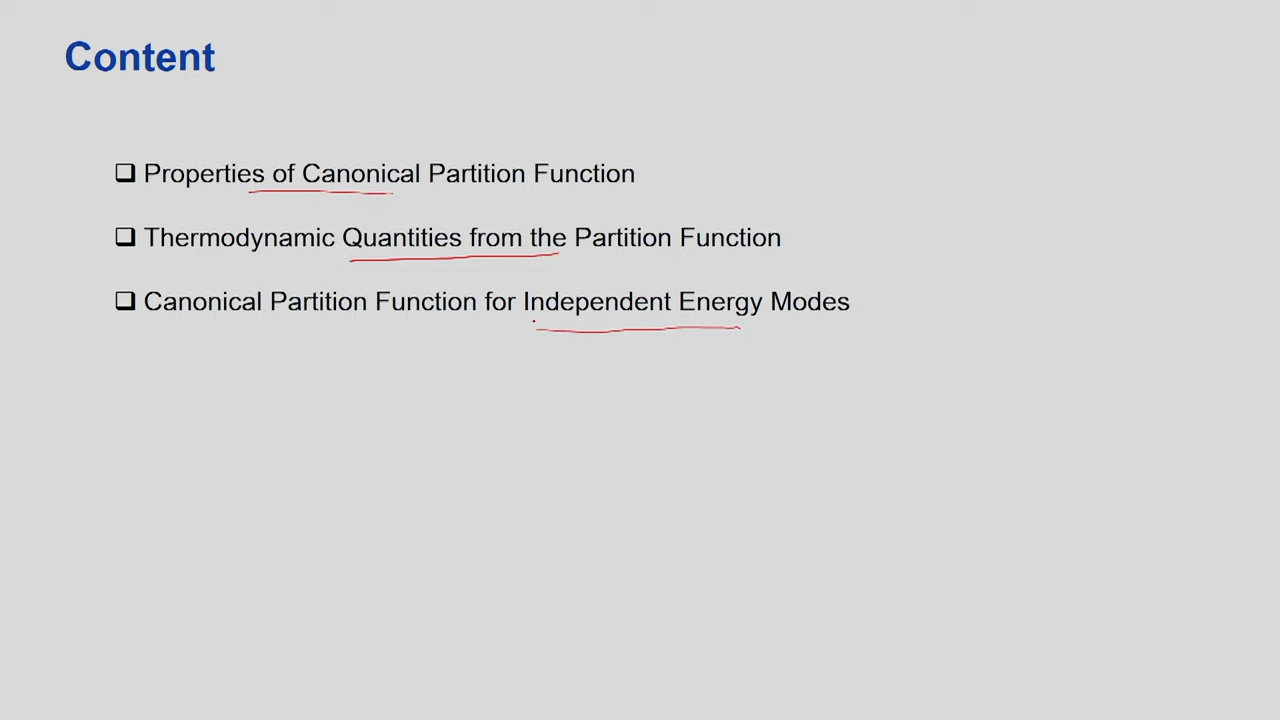 Content
❑ Properties of Canonical Partition Function
❑ Thermodynamic Quantities from the Partition Function
❑ Canonical Partition Function for Independent Energy Modes